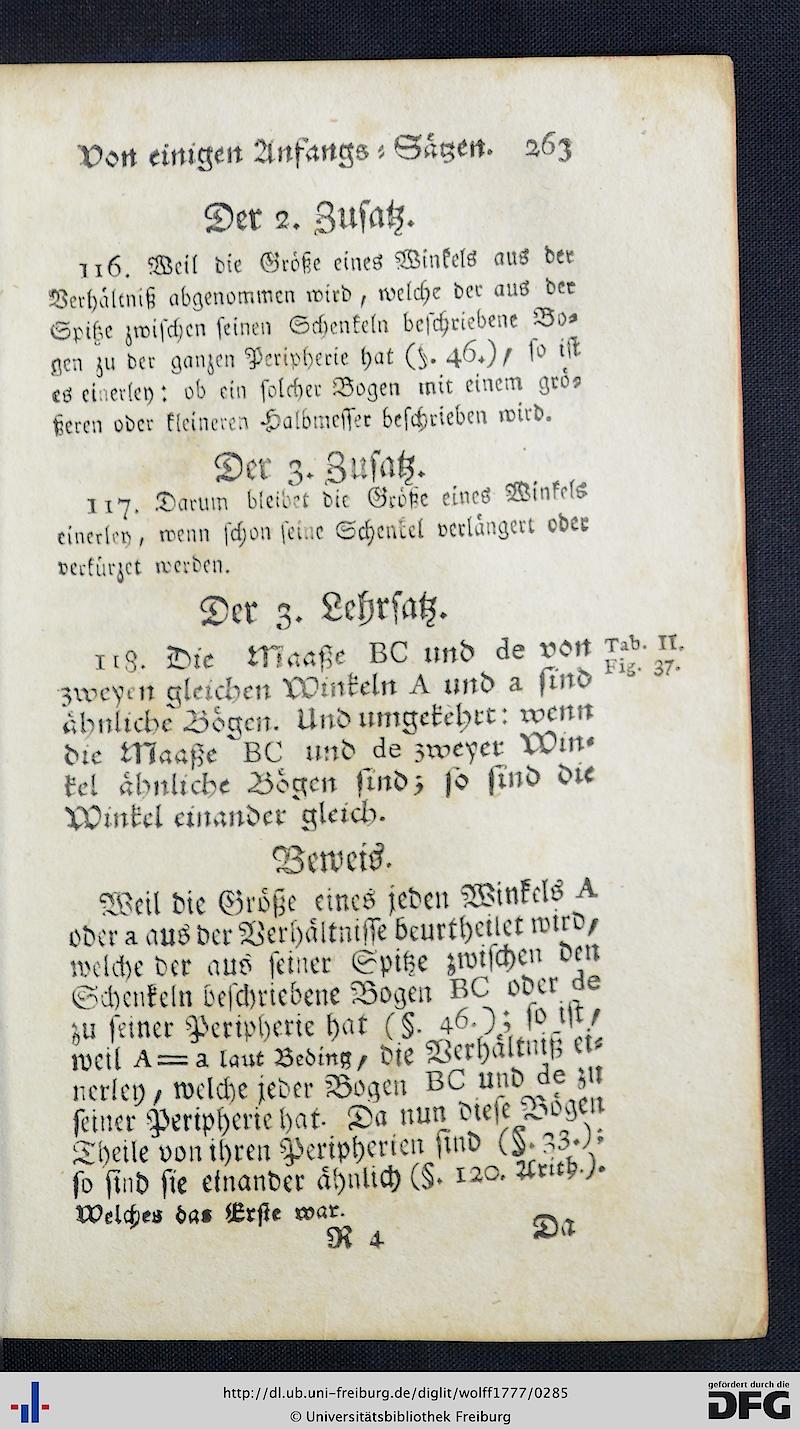 Von einigen Anfangs-Sätzen. 263
Der 2. Zusatz.
116. Weil die Größe eines Winkels aus der
Verhältniß abgenommen wird, welche der aus der
Spitze zwischen seinen Schenkeln beschriebene Bo-
gen zu der ganzen Peripherie hat (§. 46.), so ist
es einerley: ob ein solcher Bogen mit einem grö-
ßeren oder kleineren Halbmesser beschrieben wird.
Der 3. Zusatz.
117. Darum bleibet die Größe eines Winkels
einerley, wenn schon seine Schenkel verlängert oder
verkürzet werden.
Der 3. Lehrsatz.
118. Die Maaße BC und de von
zweyen gleichen Winkeln A und a sind
ähnliche Bögen. Und umgekehrt: wenn
die Maaße BC und de zweyer Win-
kel ähnliche Bögen sind; so sind die
Winkel einander gleich.
Tab. II.
Fig. 37.
Beweis.
Weil die Größe eines jeden Winkels A
oder a aus der Verhältnisse beurtheilet wird,
welche der aus seiner Spitze zwischen den
Schenkeln beschriebene Bogen BC oder de
zu seiner Peripherie hat (§. 46.); so ist,
weil A=a laut Beding, die Verhältniß ei-
nerley, welche jeder Bogen BC und de zu
seiner Peripherie hat. Da nun diese Bögen
Theile von ihren Peripherien sind (§. 33.);
so sind sie einander ähnlich (§. 120. Arith.).
Welches das Erste war.
R 4 Da
http://dl.ub.uni-freiburg.de/diglit/wolff1777/0285
© Universitätsbibliothek Freiburg
gefördert durch die
DFG